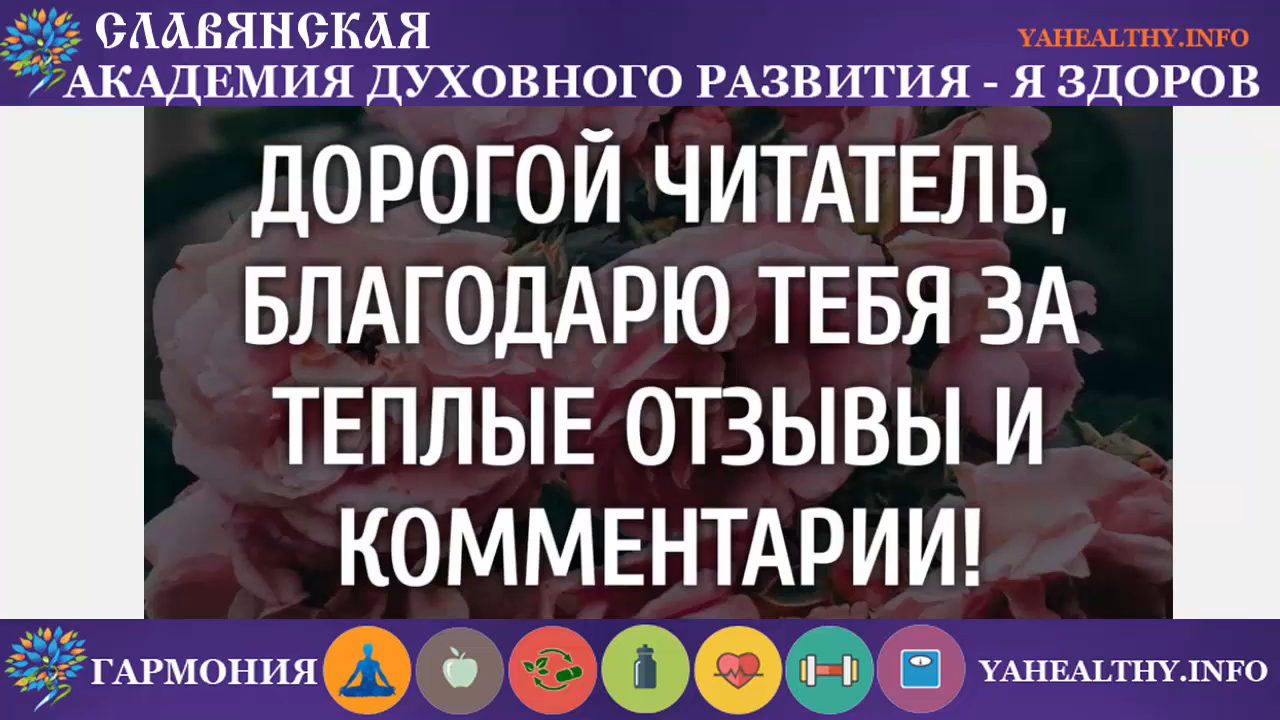 СЛАВЯНСКАЯ
YAHEALTHY.INFO
АКАДЕМИЯ ДУХОВНОГО РАЗВИТИЯ - Я ЗДОРОВ
ДОРОГОЙ ЧИТАТЕЛЬ,
БЛАГОДАРЮ ТЕБЯ ЗА
ТЕПЛЫЕ ОТЗЫВЫ И
КОММЕНТАРИИ!
ГАРМОНИЯ
YAHEALTHY.INFO